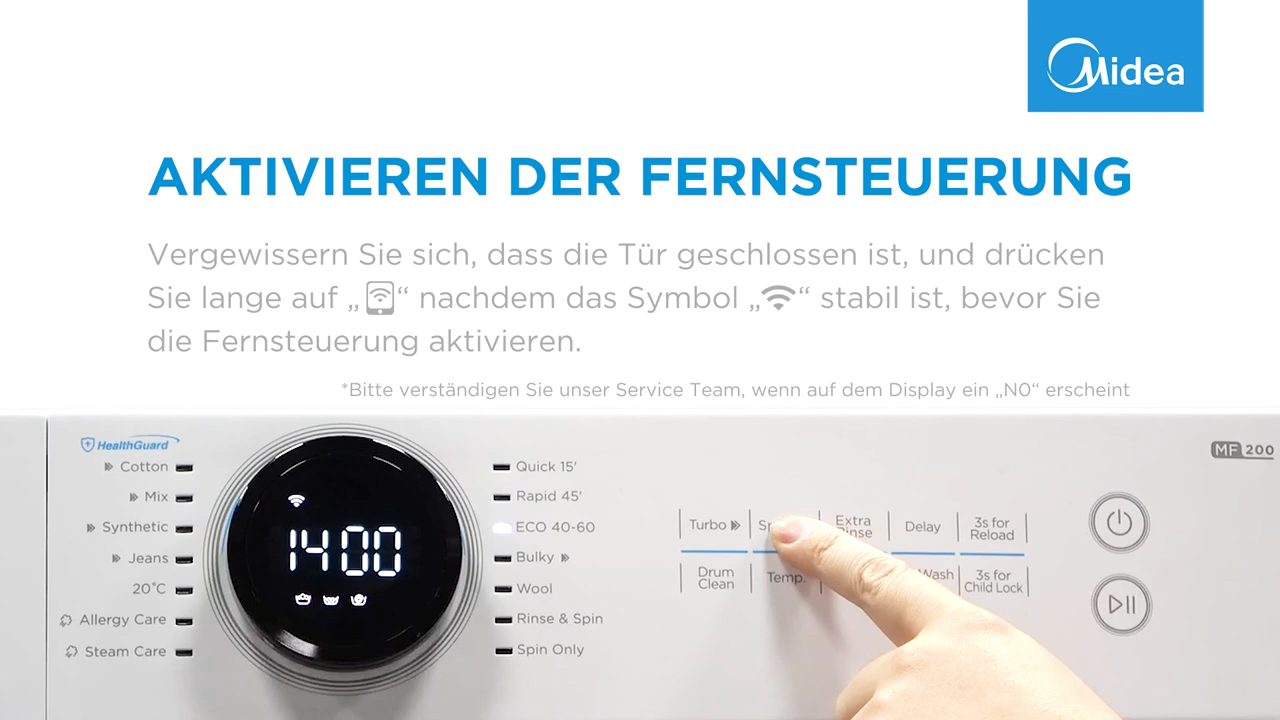 Midea
AKTIVIEREN DER FERNSTEUERUNG
Vergewissern Sie sich, dass die Tür geschlossen ist, und drücken
Sie lange auf „ “ nachdem das Symbol „ “ stabil ist, bevor Sie
die Fernsteuerung aktivieren.
*Bitte verständigen Sie unser Service Team, wenn auf dem Display ein „N0“ erscheint
HealthGuard
Cotton
Mix
Synthetic
Jeans
20°C
Allergy Care
Steam Care
1400
Quick 15'
Rapid 45'
ECO 40-60
Bulky
Wool
Rinse & Spin
Spin Only
Turbo
Extra
Delay
3s for
Reload
Drum
Clean
Temp.
Wash
3s for
Child Lock
MF 200